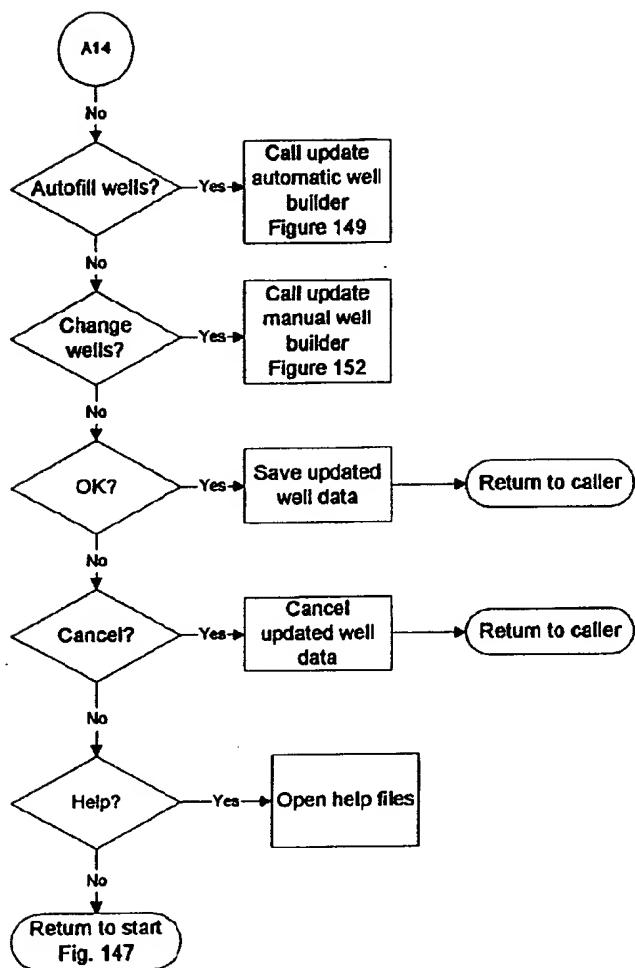 A14
No
Autofill wells?
Yes
Call update
automatic well
builder
Figure 149
No
Change
wells?
Yes
Call update
manual well
builder
Figure 152
No
OK?
Yes
Save updated
well data
Return to caller
No
Cancel?
Yes
Cancel
updated well
data
Return to caller
No
Help?
Yes
Open help files
No
Return to start
Fig. 147